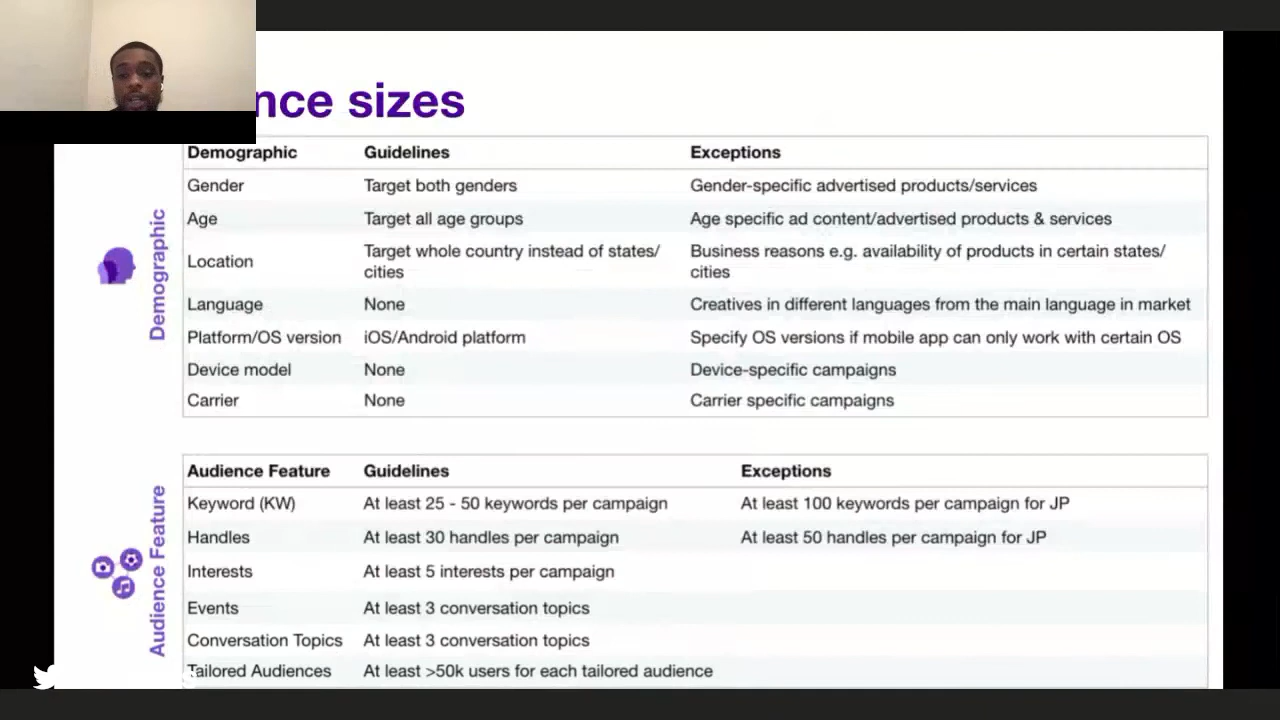 nce sizes
Demographic Guidelines Exceptions
Gender Target both genders Gender-specific advertised products/services
Age Target all age groups Age specific ad content/advertised products & services
Location Target whole country instead of states/ Business reasons e.g. availability of products in certain states/
cities cities
Language None Creatives in different languages from the main language in market
Platform/OS version iOS/Android platform Specify OS versions if mobile app can only work with certain OS
Device model None Device-specific campaigns
Carrier None Carrier specific campaigns
Demographic
Audience Feature Guidelines Exceptions
Keyword (KW) At least 25 - 50 keywords per campaign At least 100 keywords per campaign for JP
Handles At least 30 handles per campaign At least 50 handles per campaign for JP
Interests At least 5 interests per campaign
Events At least 3 conversation topics
Conversation Topics At least 3 conversation topics
Tailored Audiences At least >50k users for each tailored audience
Audience Feature